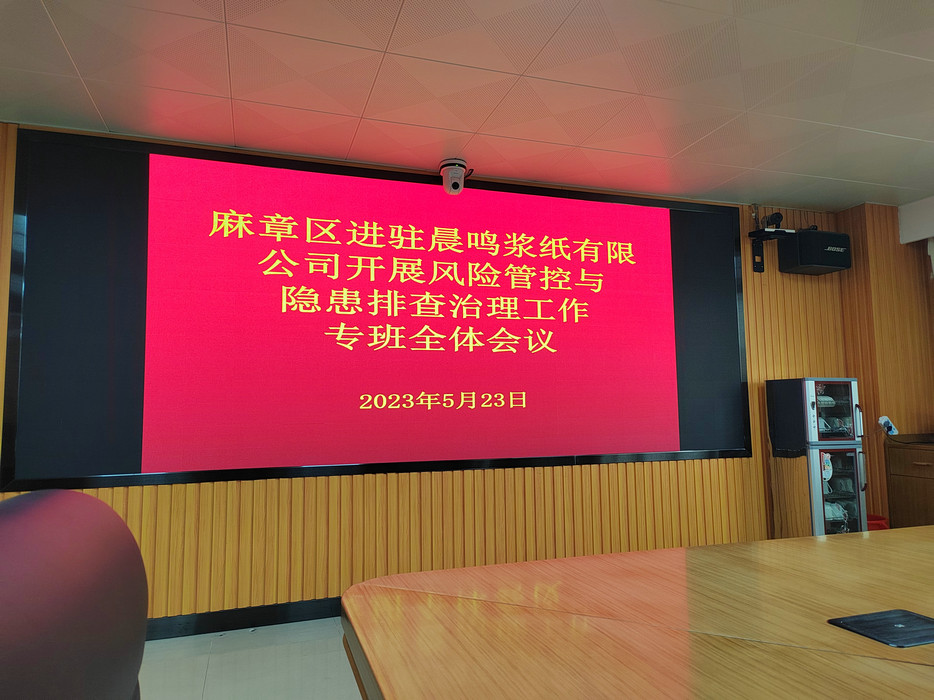 麻章区进驻晨鸣浆纸有限
公司开展风险管控与
隐患排查治理工作
专班全体会议
2023年5月23日
BOSE